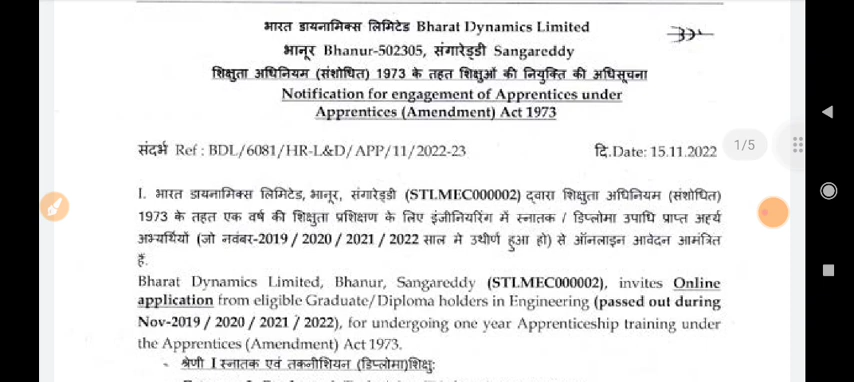 भारत डायनामिक्स लिमिटेड Bharat Dynamics Limited
भानूर Bhanur-502305, संगारेड्डी Sangareddy
शिक्षुता अधिनियम (संशोधित) 1973 के तहत शिक्षुओं की नियुक्ति की अधिसूचना
Notification for engagement of Apprentices under
Apprentices (Amendment) Act 1973
संदर्भ Ref : BDL/6081/HR-L&D/APP/11/2022-23 दि.Date: 15.11.2022
1/5
I. भारत डायनामिक्स लिमिटेड, भानूर, संगारेड्डी (STLMEC000002) द्वारा शिक्षुता अधिनियम (संशोधित)
1973 के तहत एक वर्ष की शिक्षुता प्रशिक्षण के लिए इंजीनियरिंग में स्नातक / डिप्लोमा उपाधि प्राप्त अर्हय
अभ्यर्थियों (जो नवंबर-2019 / 2020 / 2021 / 2022 साल मे उथीर्ण हुआ हो) से ऑनलाइन आवेदन आमंत्रित
हैं.
Bharat Dynamics Limited, Bhanur, Sangareddy (STLMEC000002), invites Online
application from eligible Graduate/Diploma holders in Engineering (passed out during
Nov-2019 / 2020 / 2021 / 2022), for undergoing one year Apprenticeship training under
the Apprentices (Amendment) Act 1973.
श्रेणी I स्नातक एवं तकनीशियन (डिप्लोमा)शिक्षु: